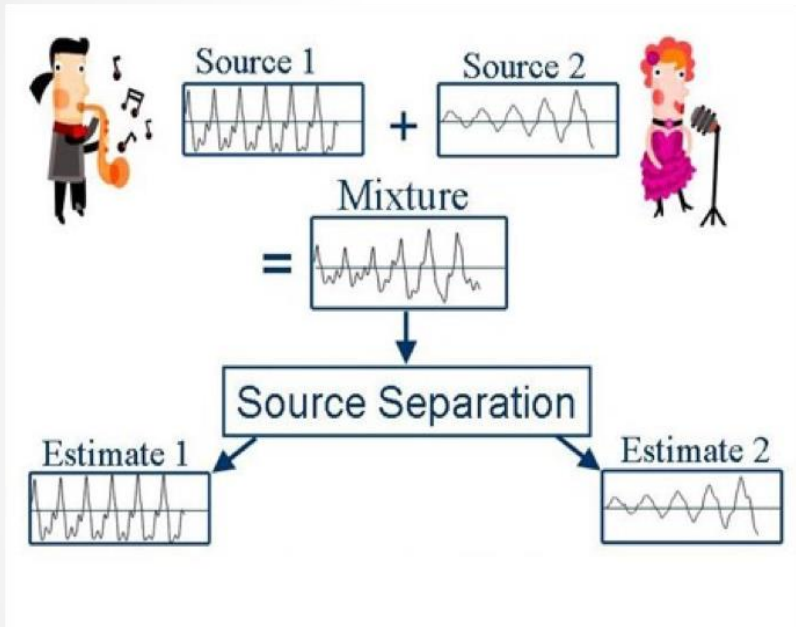 Source 1
Source 2
+
Mixture
=
Source Separation
Estimate 1
Estimate 2